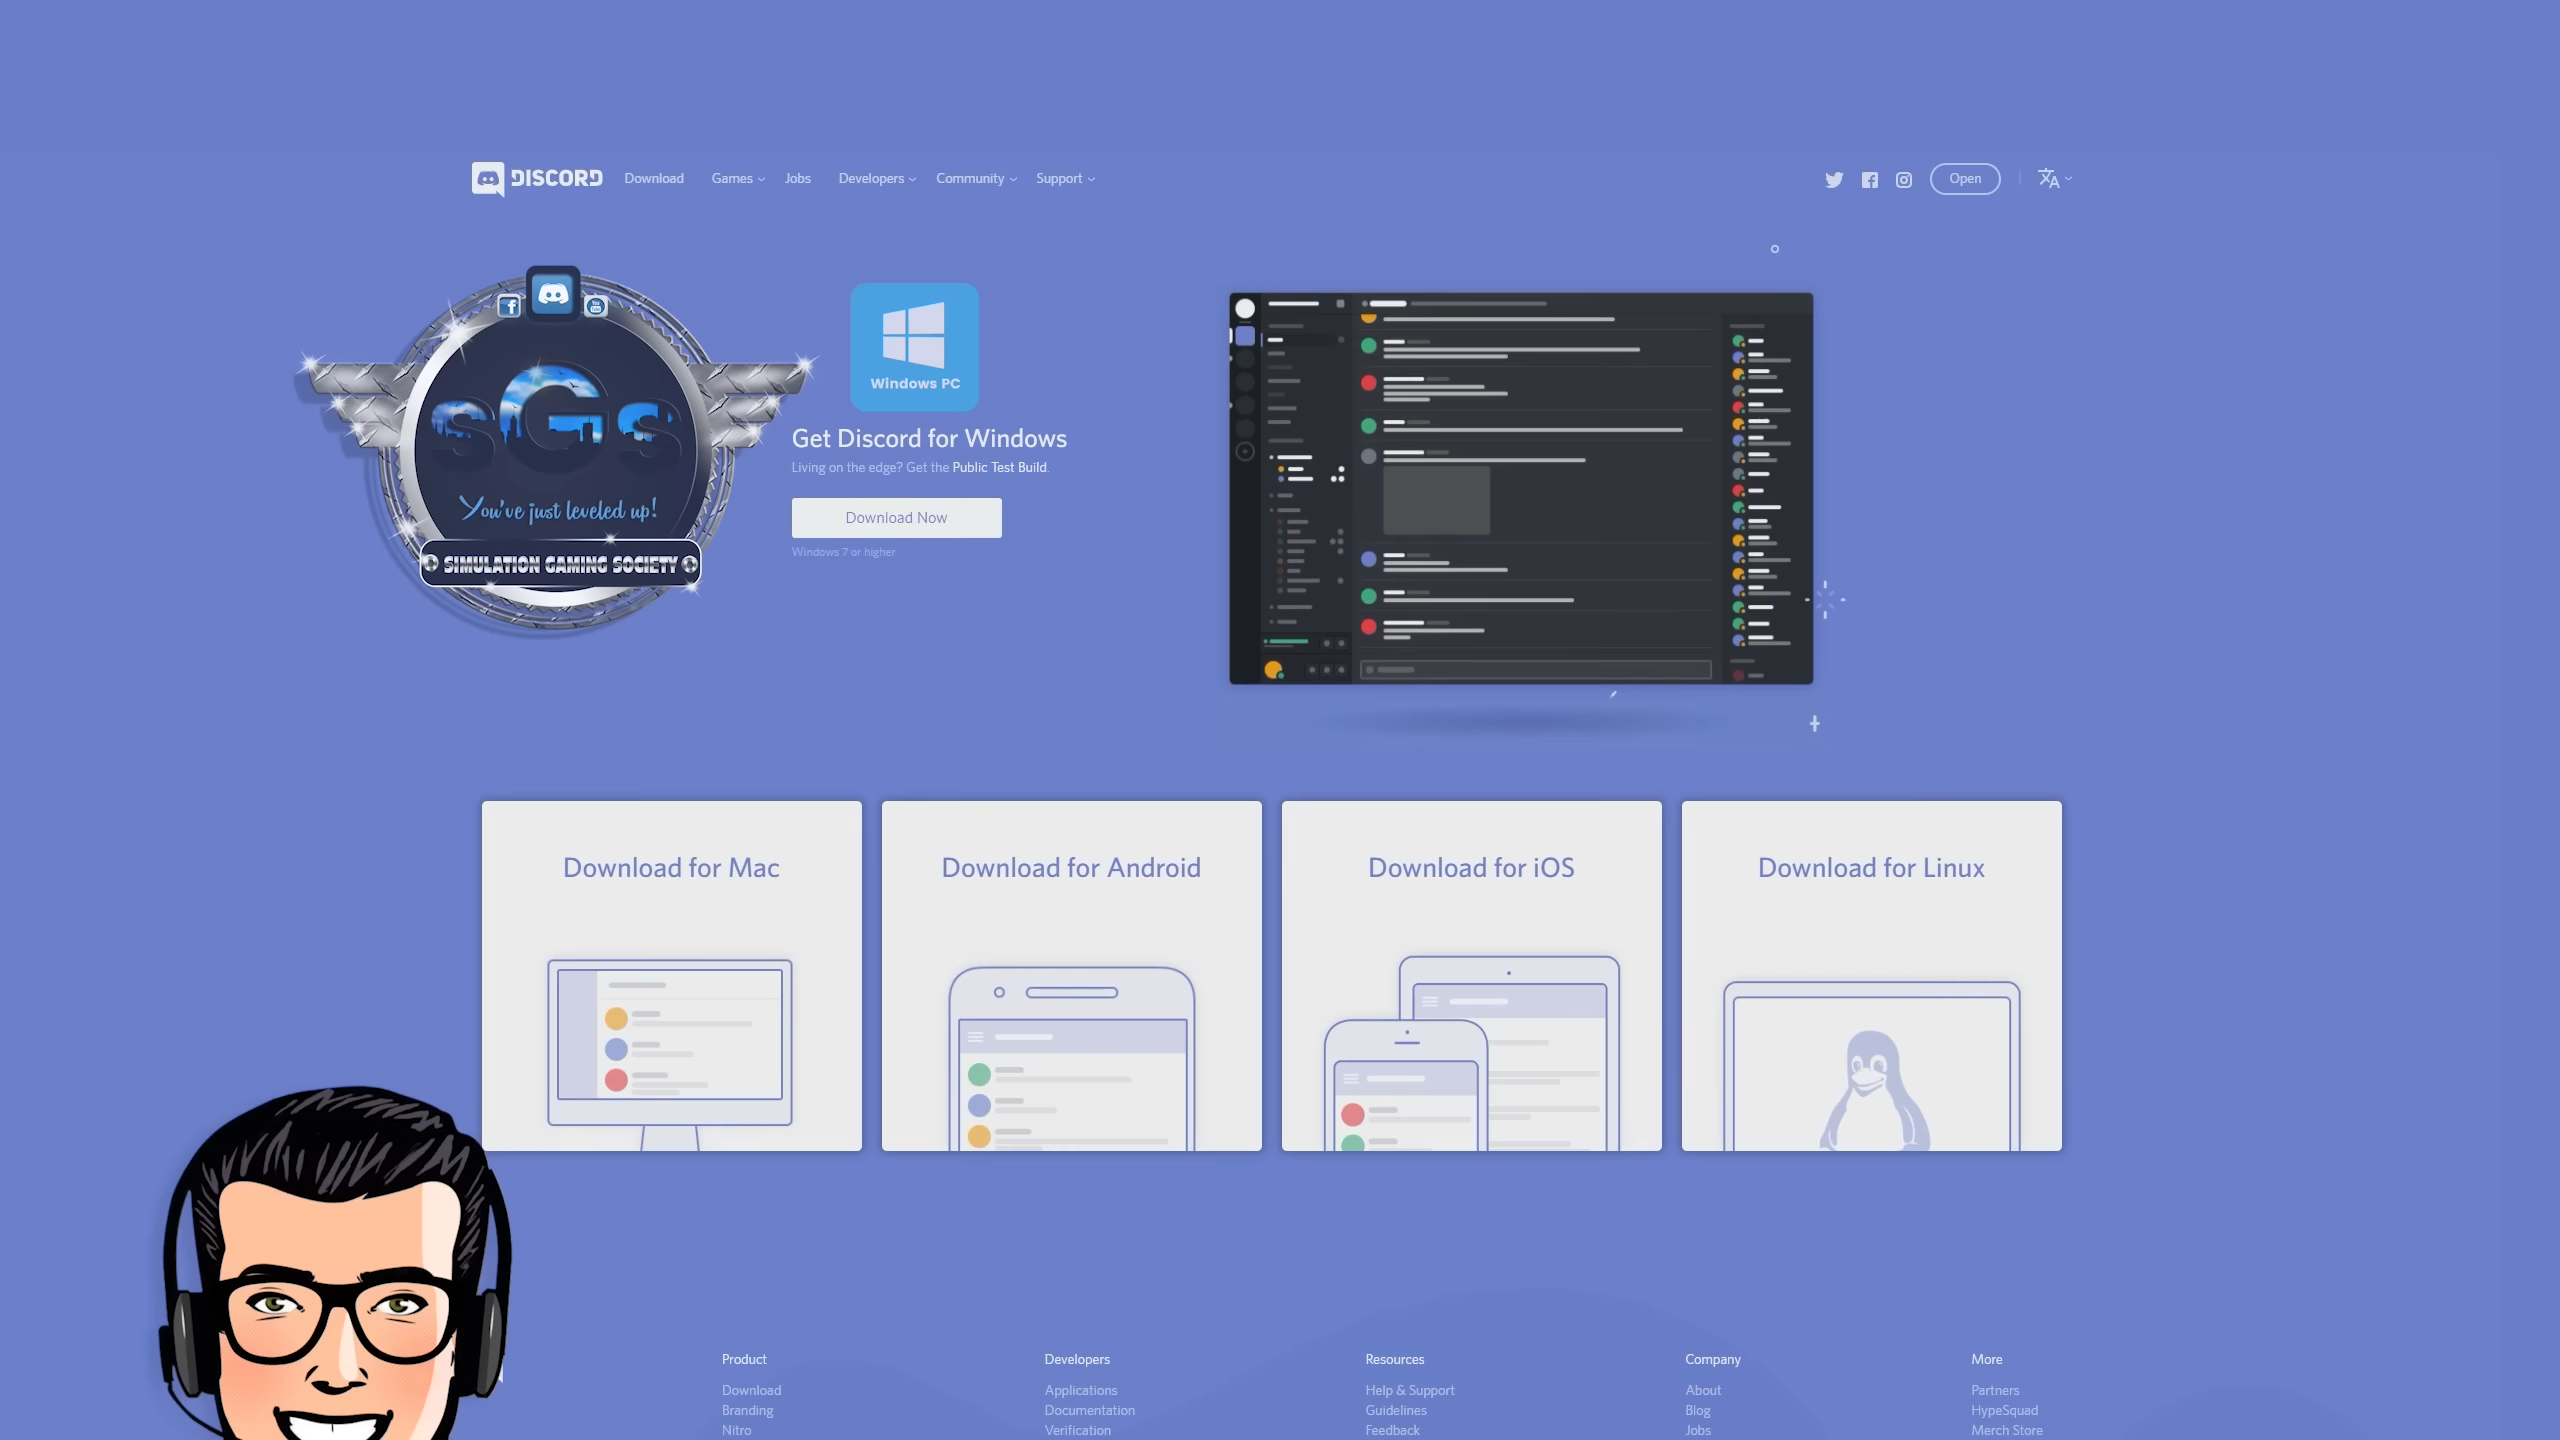 DISCORD
Download Games Jobs Developers Community Support
Open
sGs
You've just leveled up!
SIMULATION GAMING SOCIETY
Windows PC
Get Discord for Windows
Living on the edge? Get the Public Test Build.
Download Now
Windows 7 or higher
Download for Mac
Download for Android
Download for iOS
Download for Linux
Product
Download
Branding
Nitro
Developers
Applications
Documentation
Verification
Resources
Help & Support
Guidelines
Feedback
Company
About
Blog
Jobs
More
Partners
HypeSquad
Merch Store